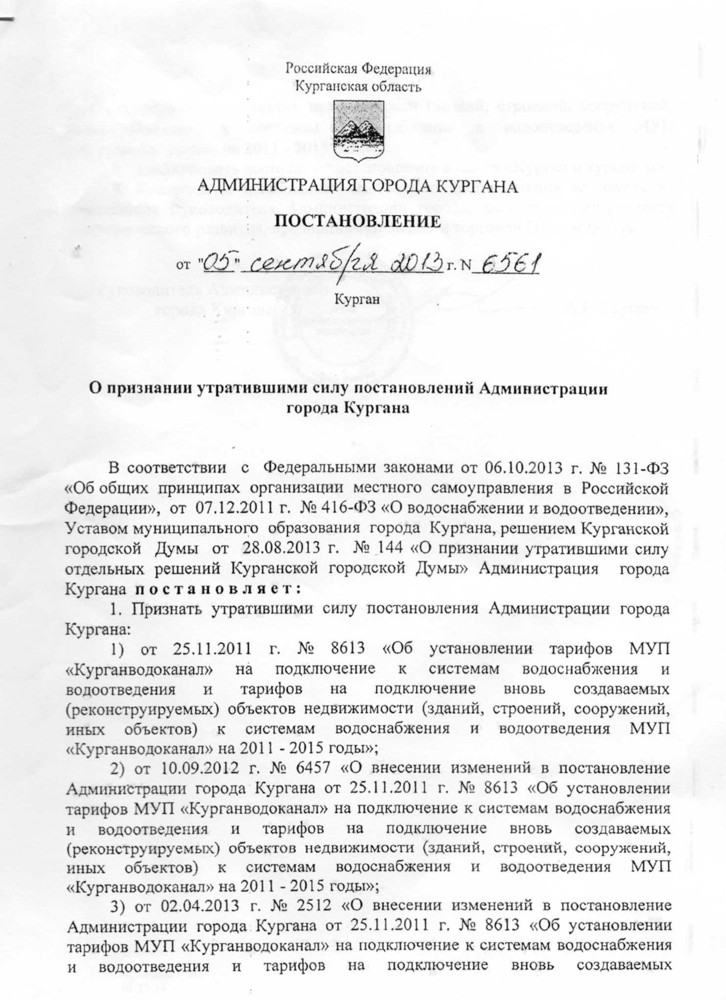 Российская Федерация
Курганская область
АДМИНИСТРАЦИЯ ГОРОДА КУРГАНА
ПОСТАНОВЛЕНИЕ
от "05" сентября 2013 г. N 6561
Курган
О признании утратившими силу постановлений Администрации
города Кургана
В соответствии с Федеральными законами от 06.10.2013 г. № 131-ФЗ
«Об общих принципах организации местного самоуправления в Российской
Федерации», от 07.12.2011 г. № 416-ФЗ «О водоснабжении и водоотведении»,
Уставом муниципального образования города Кургана, решением Курганской
городской Думы от 28.08.2013 г. № 144 «О признании утратившими силу
отдельных решений Курганской городской Думы» Администрация города
Кургана п о с т а н о в л я е т :
1. Признать утратившими силу постановления Администрации города
Кургана:
1) от 25.11.2011 г. № 8613 «Об установлении тарифов МУП
«Курганводоканал» на подключение к системам водоснабжения и
водоотведения и тарифов на подключение вновь создаваемых
(реконструируемых) объектов недвижимости (зданий, строений, сооружений,
иных объектов) к системам водоснабжения и водоотведения МУП
«Курганводоканал» на 2011 - 2015 годы»;
2) от 10.09.2012 г. № 6457 «О внесении изменений в постановление
Администрации города Кургана от 25.11.2011 г. № 8613 «Об установлении
тарифов МУП «Курганводоканал» на подключение к системам водоснабжения
и водоотведения и тарифов на подключение вновь создаваемых
(реконструируемых) объектов недвижимости (зданий, строений, сооружений,
иных объектов) к системам водоснабжения и водоотведения МУП
«Курганводоканал» на 2011 - 2015 годы»;
3) от 02.04.2013 г. № 2512 «О внесении изменений в постановление
Администрации города Кургана от 25.11.2011 г. № 8613 «Об установлении
тарифов МУП «Курганводоканал» на подключение к системам водоснабжения
и водоотведения и тарифов на подключение вновь создаваемых